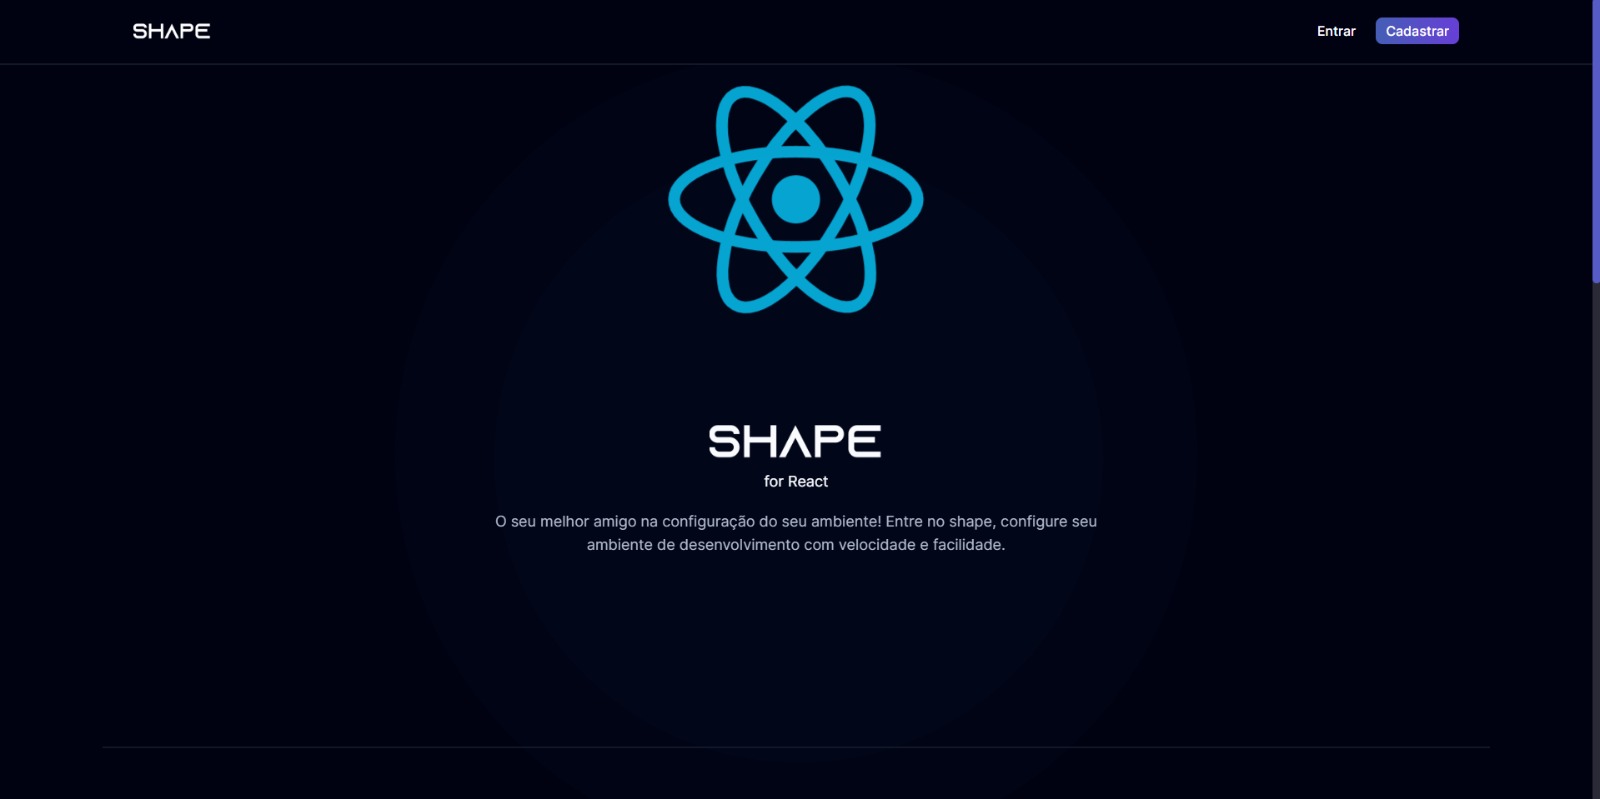 SHAPE
Entrar
Cadastrar
SHAPE
for React
O seu melhor amigo na configuração do seu ambiente! Entre no shape, configure seu
ambiente de desenvolvimento com velocidade e facilidade.